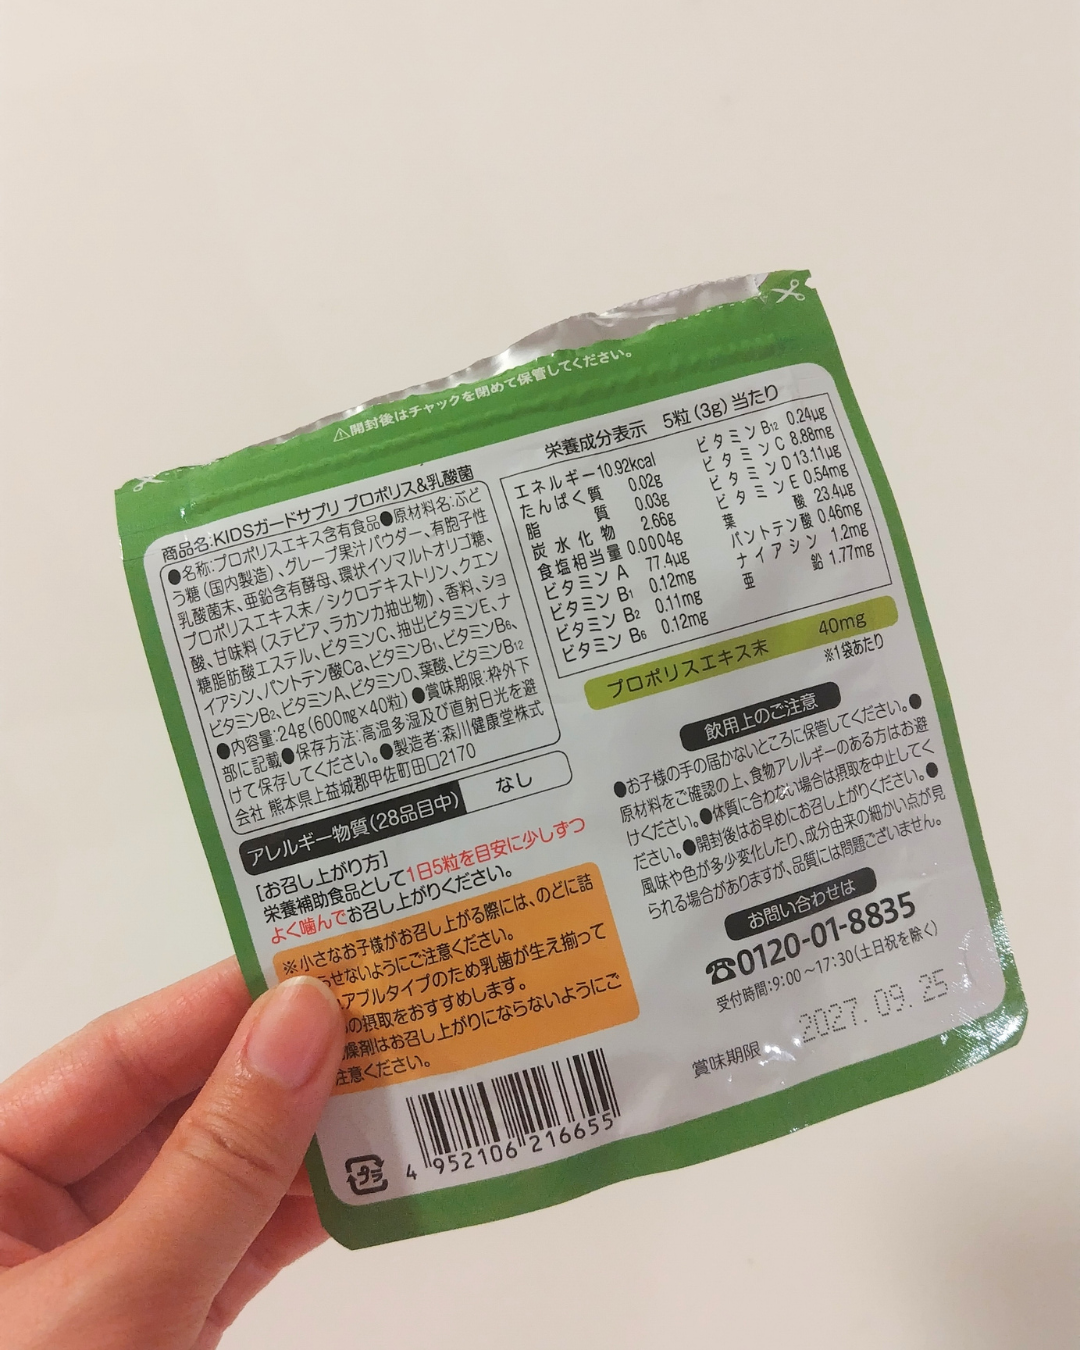 ⚠開封後はチャックを閉めて保管してください。
商品名:KIDSガードサプリ プロポリス&乳酸菌
●名称:プロポリスエキス含有食品●原材料名:ぶど
う糖(国内製造)、グレープ果汁パウダー、有胞子性
乳酸菌末、亜鉛含有酵母、環状イソマルトオリゴ糖、
プロポリスエキス末/シクロデキストリン、クエン
酸、甘味料(ステビア、ラカンカ抽出物)、香料、ショ
糖脂肪酸エステル、ビタミンC、抽出ビタミンE、ナ
イアシン、パントテン酸Ca、ビタミンB1、ビタミンB6、
ビタミンB2、ビタミンA、ビタミンD、葉酸、ビタミンB12
●内容量:24g(600mg×40粒)●賞味期限:枠外下
部に記載●保存方法:高温多湿及び直射日光を避
けて保存してください。●製造者:森川健康堂株式
会社 熊本県上益城郡甲佐町田口2170
アレルギー物質(28品目中) なし
[お召し上がり方]
栄養補助食品として1日5粒を目安に少しずつ
よく噛んでお召し上がりください。
※小さなお子様がお召し上がる際には、のどに詰
らせないようにご注意ください。
アブルタイプのため乳歯が生え揃って
の摂取をおすすめします。
燥剤はお召し上がりにならないようにご
注意ください。
プラ
4 952106 216655
栄養成分表示 5粒(3g)当たり
エネルギー 10.92kcal
たんぱく質 0.02g
脂質 0.03g
炭水化物 2.66g
食塩相当量 0.0004g
ビタミンA 77.4μg
ビタミンB1 0.12mg
ビタミンB2 0.11mg
ビタミンB6 0.12mg
ビタミンB12 0.24μg
ビタミンC 8.88mg
ビタミンD 13.11μg
ビタミンE 0.54mg
葉酸 23.4μg
パントテン酸 0.46mg
ナイアシン 1.2mg
亜鉛 1.77mg
プロポリスエキス末 40mg
※1袋あたり
飲用上のご注意
●お子様の手の届かないところに保管してください。●
原材料をご確認の上、食物アレルギーのある方はお避
けください。●体質に合わない場合は摂取を中止してく
ださい。●開封後はお早めにお召し上がりください。●
風味や色が多少変化したり、成分由来の細かい点が見
られる場合がありますが、品質には問題ございません。
お問い合わせは
☎0120-01-8835
受付時間:9:00~17:30(土日祝を除く)
賞味期限 2027.09.25